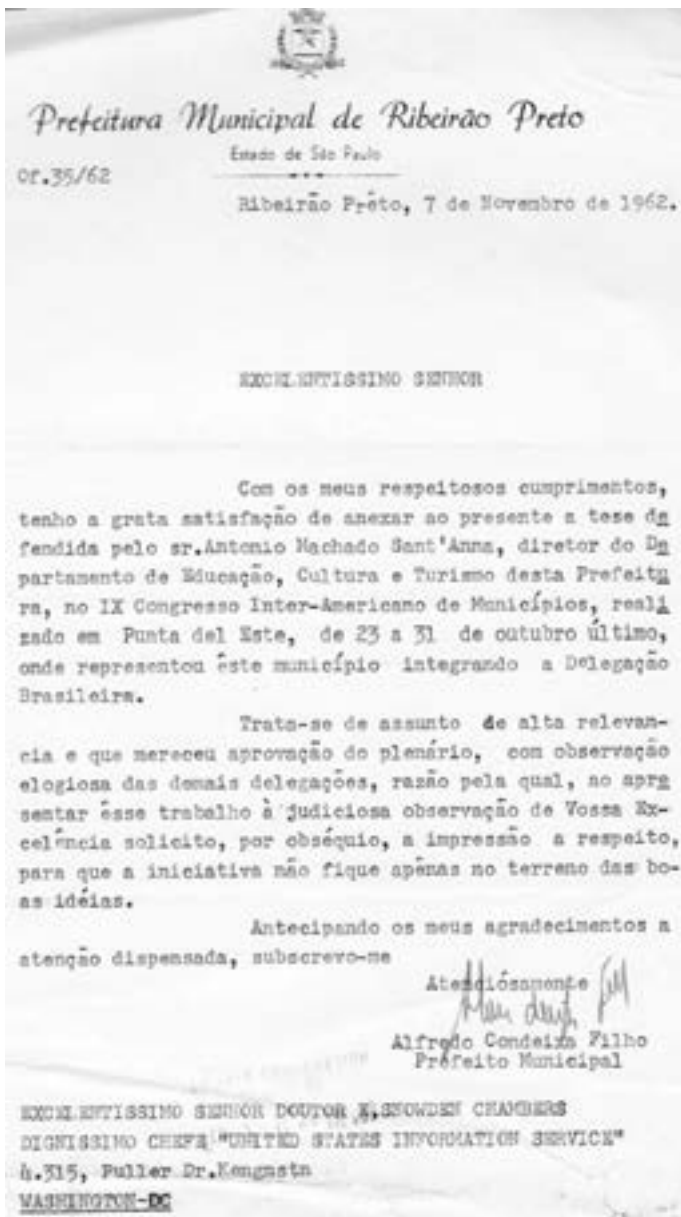 Prefeitura Municipal de Ribeirão Preto
Estado de São Paulo
Of.35/62
Ribeirão Prêto, 7 de Novembro de 1962.
EXCELENTISSIMO SENHOR
Com os meus respeitosos cumprimentos,
tenho a grata satisfação de anexar ao presente a tese de
fendida pelo sr.Antonio Machado Sant'Anna, diretor do De
partamento de Educação, Cultura e Turismo desta Prefeitu
ra, no IX Congresso Inter-Americano de Municípios, reali
zado em Punta del Este, de 23 a 31 de outubro último,
onde representou êste município integrando a Delegação
Brasileira.
Trata-se de assunto de alta relevan-
cia e que mereceu aprovação do plenário, com observação
elogiosa das demais delegações, razão pela qual, ao apre
sentar êsse trabalho à judiciosa observação de Vossa Ex-
celência solicito, por obséquio, a impressão a respeito,
para que a iniciativa não fique apênas no terreno das bo-
as idéias.
Antecipando os meus agradecimentos a
atenção dispensada, subscrevo-me
Atenciósamente
Alfredo Condeixa Filho
Prefeito Municipal
EXCELENTISSIMO SENHOR DOUTOR E.SNOWDEN CHAMBERS
DIGNISSIMO CHEFE "UNITED STATES INFORMATION SERVICE"
4.315, Puller Dr.Kengnstn
WASHINGTON-DC